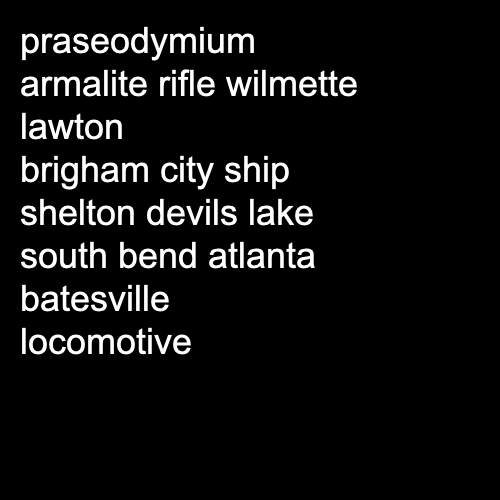 praseodymium
armalite rifle wilmette
lawton
brigham city ship
shelton devils lake
south bend atlanta
batesville
locomotive